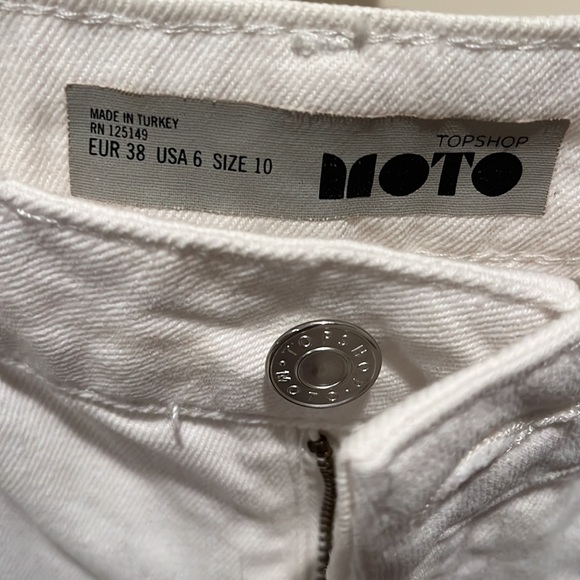 MADE IN TURKEY
RN 125149
EUR 38 USA 6 SIZE 10
TOPSHOP
MOTO
TOPSHOP
MOTO